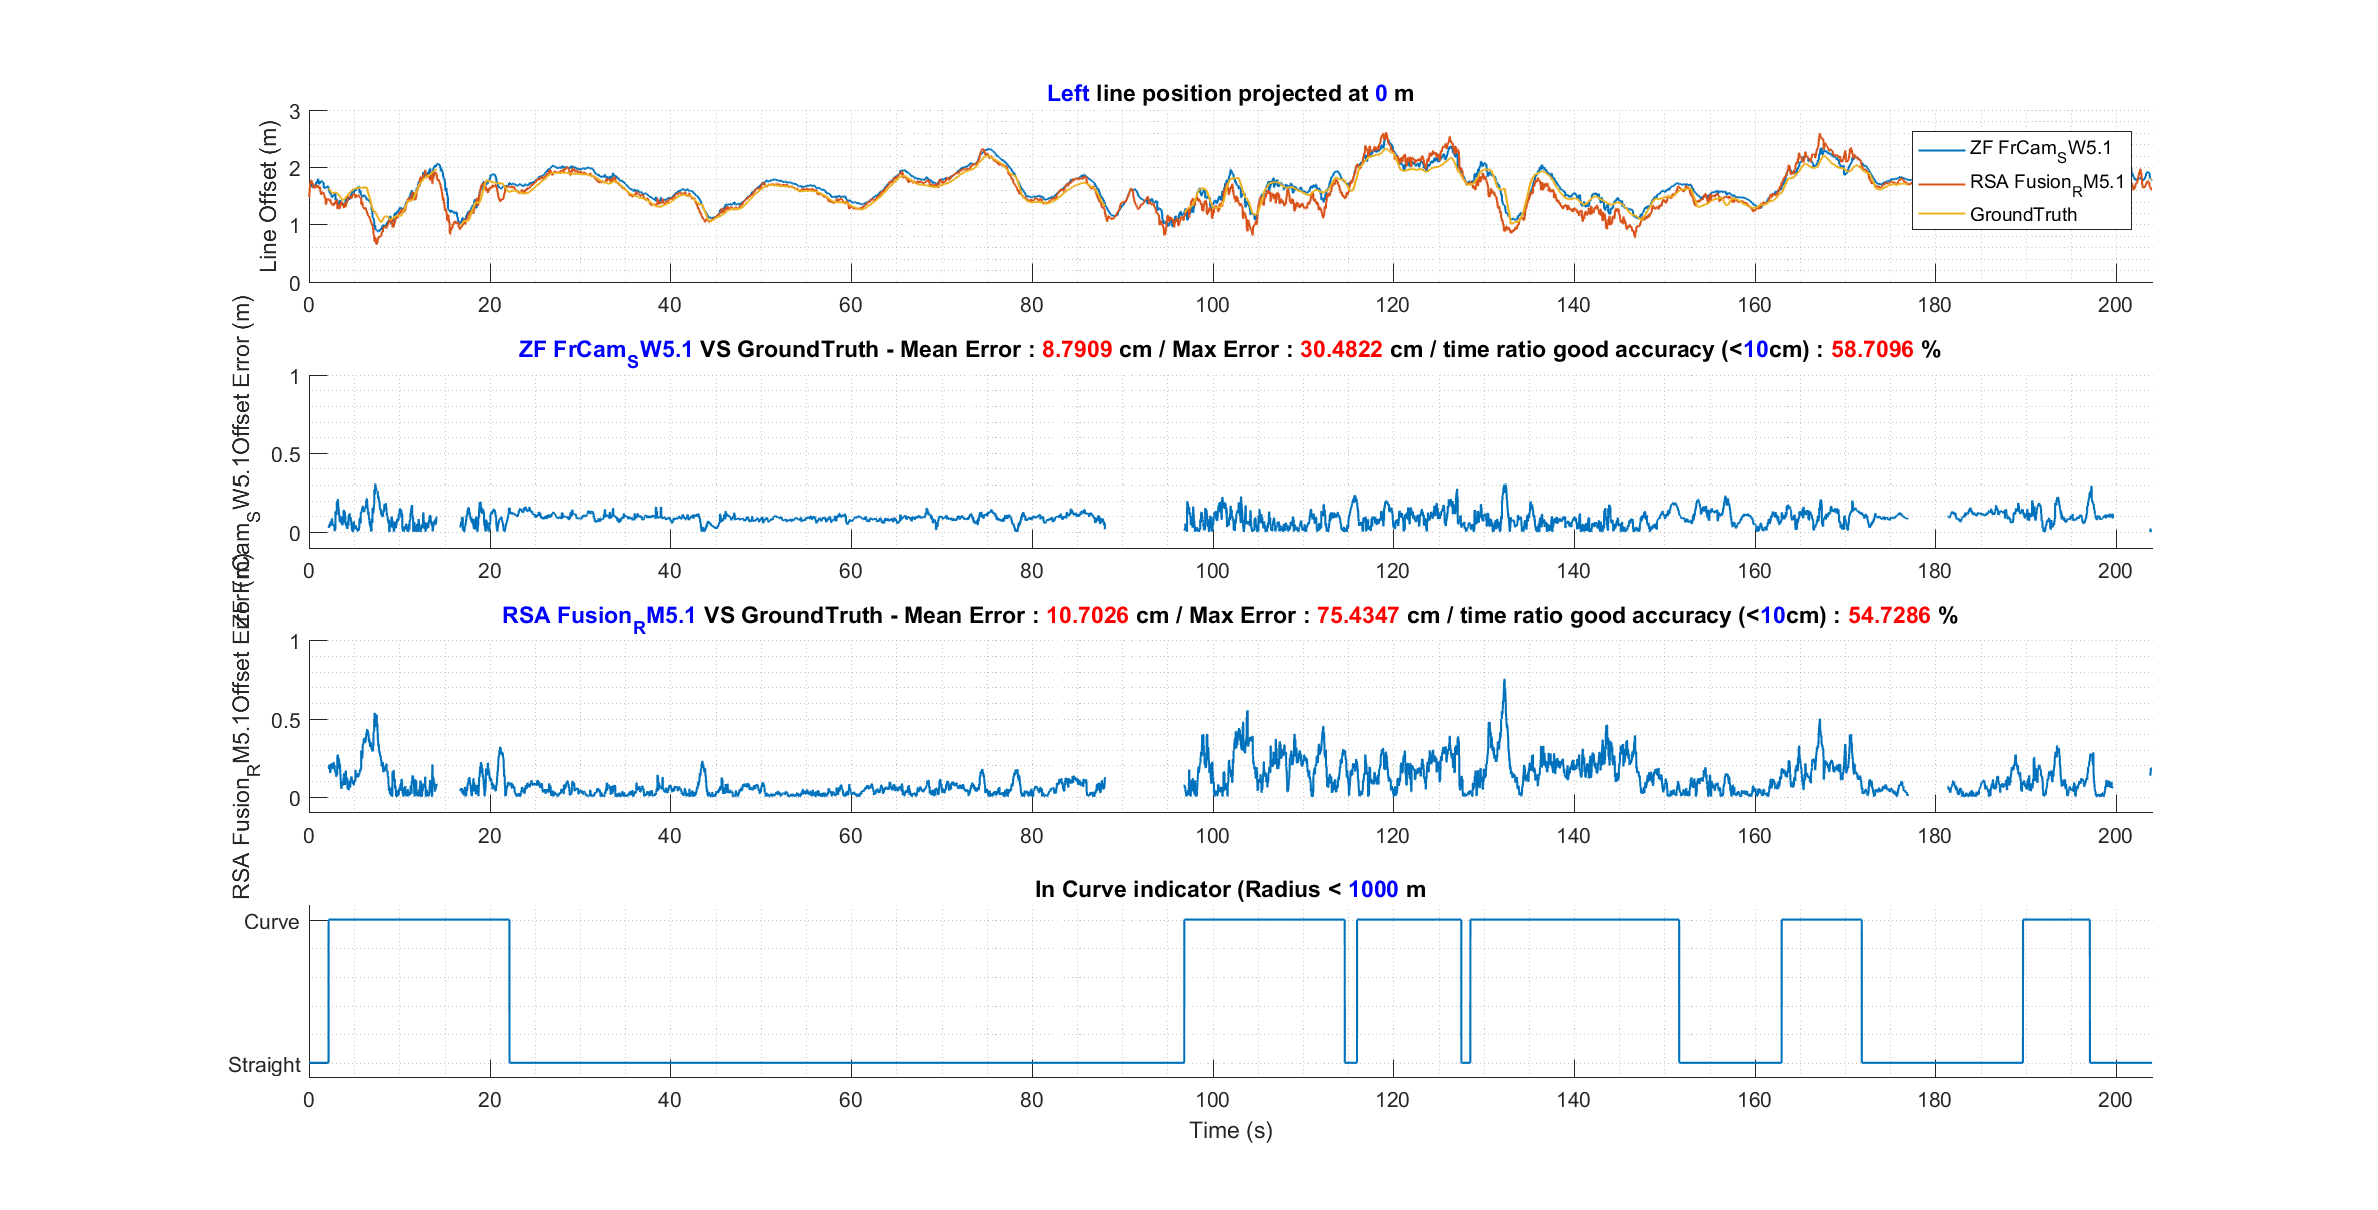 Left line position projected at 0 m
Line Offset (m)
3
2
1
0
0 20 40 60 80 100 120 140 160 180 200
ZF FrCamSW5.1
RSA FusionRM5.1
GroundTruth
ZF FrCamSW5.1 VS GroundTruth - Mean Error : 8.7909 cm / Max Error : 30.4822 cm / time ratio good accuracy (<10cm) : 58.7096 %
ZF FrCamSW5.1Offset Error (m)
1
0.5
0
0 20 40 60 80 100 120 140 160 180 200
RSA FusionRM5.1 VS GroundTruth - Mean Error : 10.7026 cm / Max Error : 75.4347 cm / time ratio good accuracy (<10cm) : 54.7286 %
RSA FusionRM5.1Offset Error (m)
1
0.5
0
0 20 40 60 80 100 120 140 160 180 200
In Curve indicator (Radius < 1000 m
Curve
Straight
0 20 40 60 80 100 120 140 160 180 200
Time (s)